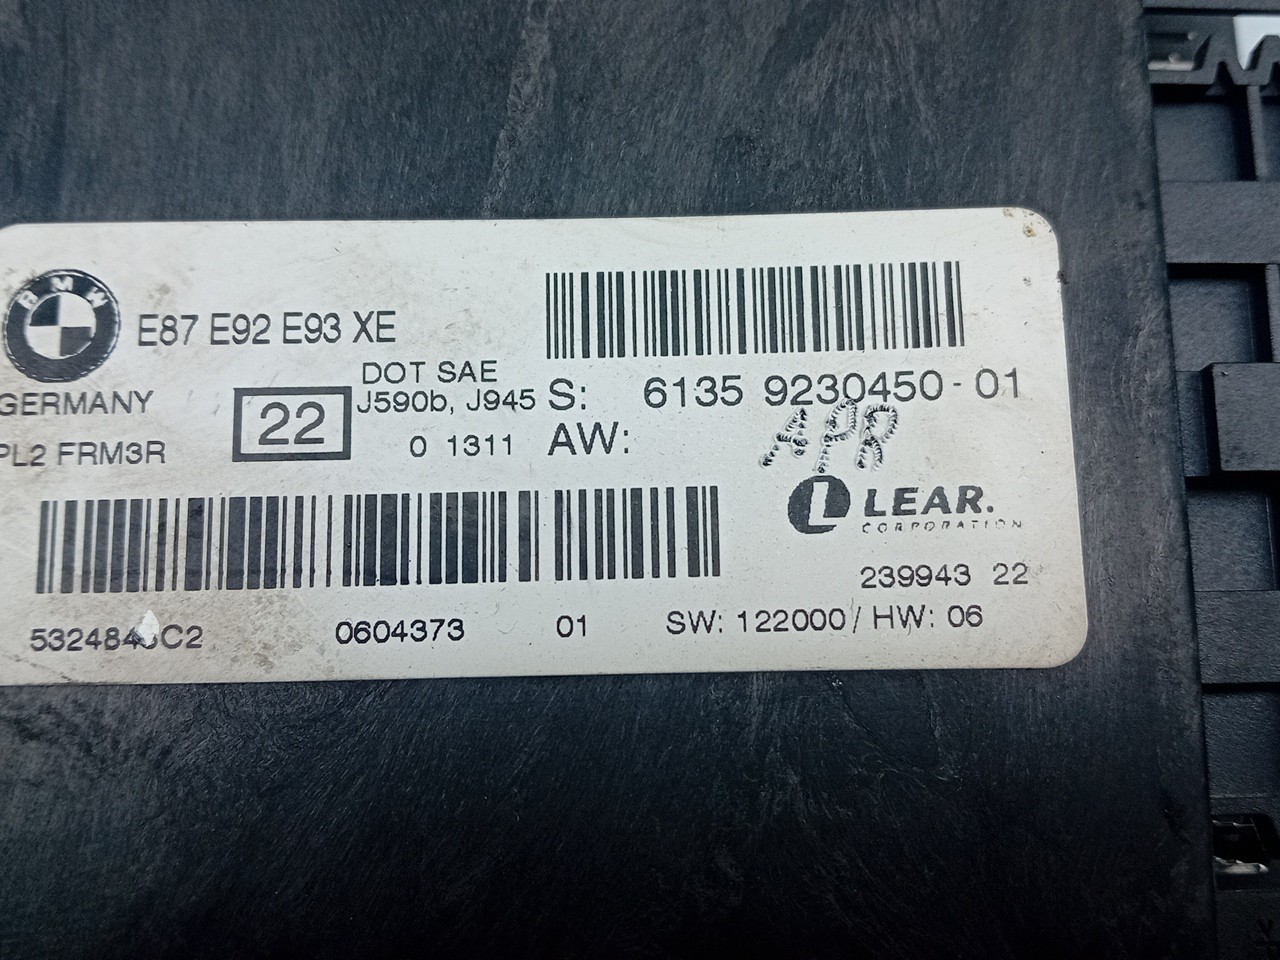 BMW
E87 E92 E93 XE
GERMANY
PL2 FRM3R
22
DOT SAE
J590b, J945
0 1311
S: 6135 9230450-01
AW:
APR
L LEAR.
CORPORATION
239943 22
0604373
01
SW: 122000/ HW: 06